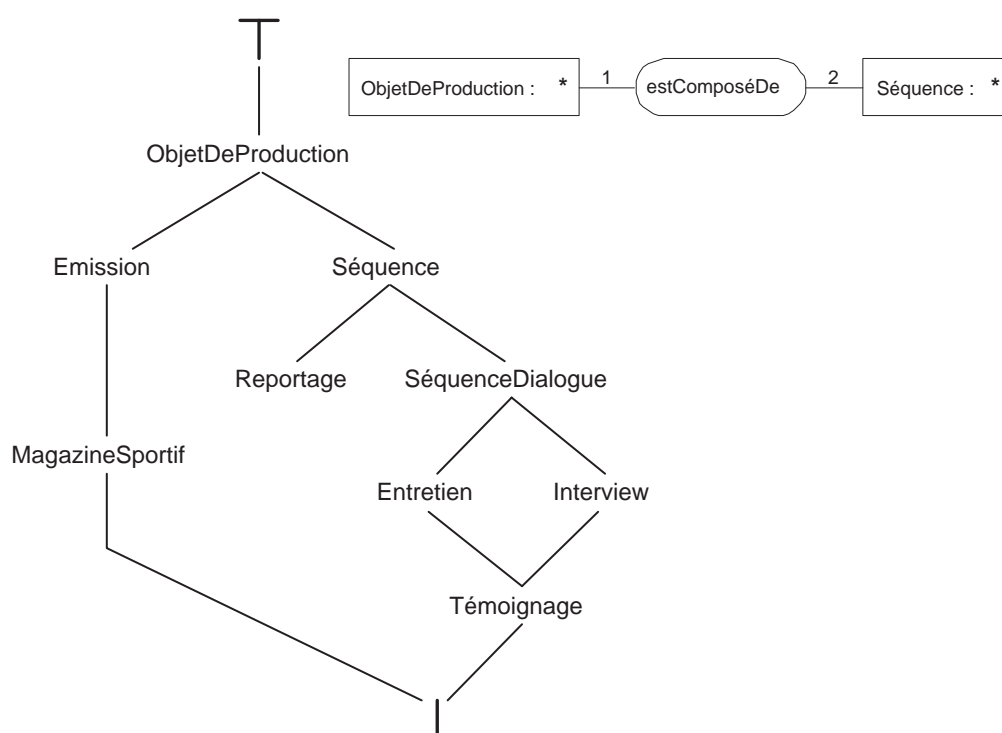 ObjetDeProduction : * 1 estComposéDe 2 Séquence : *
ObjetDeProduction
Emission Séquence
Reportage SéquenceDialogue
MagazineSportif
Entretien Interview
Témoignage